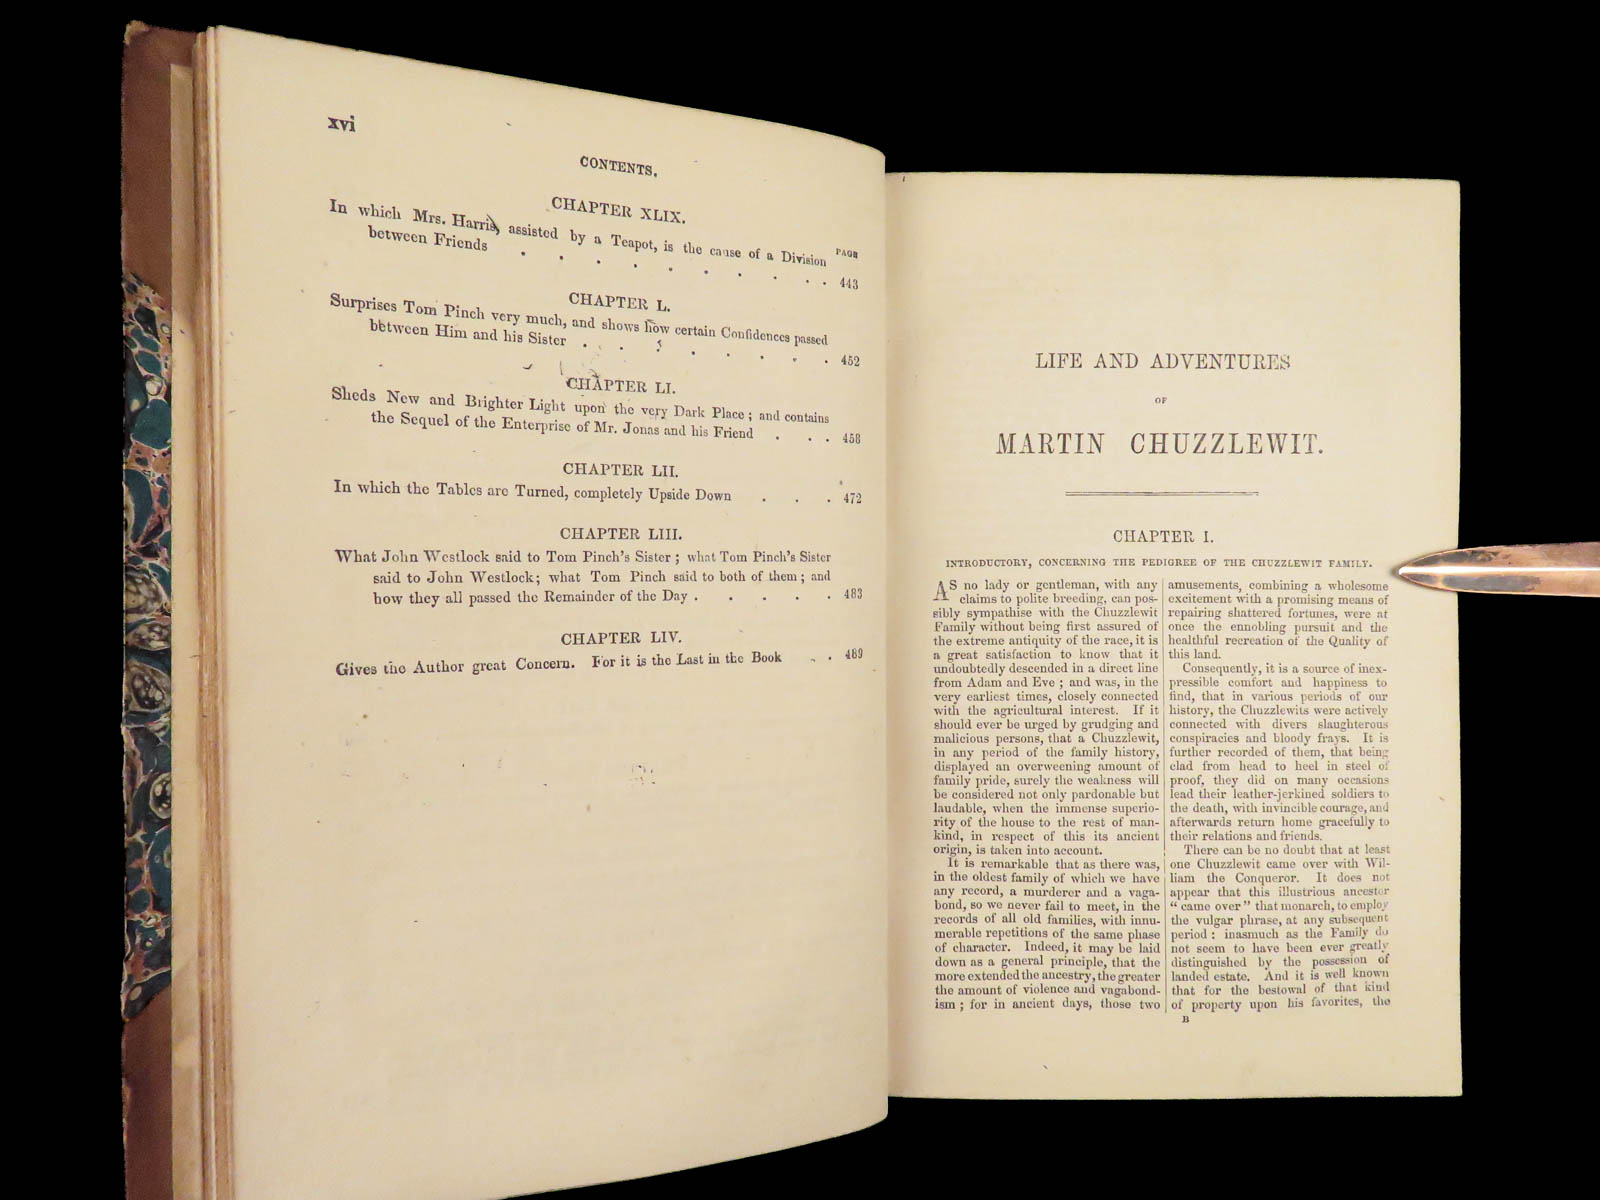 xvi
CONTENTS.
CHAPTER XLIX.
PAGE
In which Mrs. Harris, assisted by a Teapot, is the cause of a Division
between Friends . . . . . . . . . . 443
CHAPTER L.
Surprises Tom Pinch very much, and shows how certain Confidences passed
between Him and his Sister . . . . . . . . 452
CHAPTER LI.
Sheds New and Brighter Light upon the very Dark Place ; and contains
the Sequel of the Enterprise of Mr. Jonas and his Friend . . . 458
CHAPTER LII.
In which the Tables are Turned, completely Upside Down . . . 472
CHAPTER LIII.
What John Westlock said to Tom Pinch's Sister ; what Tom Pinch's Sister
said to John Westlock; what Tom Pinch said to both of them ; and
how they all passed the Remainder of the Day . . . . . 483
CHAPTER LIV.
Gives the Author great Concern. For it is the Last in the Book . . 489
LIFE AND ADVENTURES
OF
MARTIN CHUZZLEWIT.
CHAPTER I.
INTRODUCTORY, CONCERNING THE PEDIGREE OF THE CHUZZLEWIT FAMILY.
AS no lady or gentleman, with any
claims to polite breeding, can pos-
sibly sympathise with the Chuzzlewit
Family without being first assured of
the extreme antiquity of the race, it is
a great satisfaction to know that it
undoubtedly descended in a direct line
from Adam and Eve ; and was, in the
very earliest times, closely connected
with the agricultural interest. If it
should ever be urged by grudging and
malicious persons, that a Chuzzlewit,
in any period of the family history,
displayed an overweening amount of
family pride, surely the weakness will
be considered not only pardonable but
laudable, when the immense superio-
rity of the house to the rest of man-
kind, in respect of this its ancient
origin, is taken into account.
It is remarkable that as there was,
in the oldest family of which we have
any record, a murderer and a vaga-
bond, so we never fail to meet, in the
records of all old families, with innu-
merable repetitions of the same phase
of character. Indeed, it may be laid
down as a general principle, that the
more extended the ancestry, the greater
the amount of violence and vagabond-
ism ; for in ancient days, those two
amusements, combining a wholesome
excitement with a promising means of
repairing shattered fortunes, were at
once the ennobling pursuit and the
healthful recreation of the Quality of
this land.
Consequently, it is a source of inex-
pressible comfort and happiness to
find, that in various periods of our
history, the Chuzzlewits were actively
connected with divers slaughterous
conspiracies and bloody frays. It is
further recorded of them, that being
clad from head to heel in steel of
proof, they did on many occasions
lead their leather-jerkined soldiers to
the death, with invincible courage, and
afterwards return home gracefully to
their relations and friends.
There can be no doubt that at least
one Chuzzlewit came over with Wil-
liam the Conqueror. It does not
appear that this illustrious ancestor
“ came over ” that monarch, to employ
the vulgar phrase, at any subsequent
period : inasmuch as the Family do
not seem to have been ever greatly
distinguished by the possession of
landed estate. And it is well known
that for the bestowal of that kind
of property upon his favorites, the
B